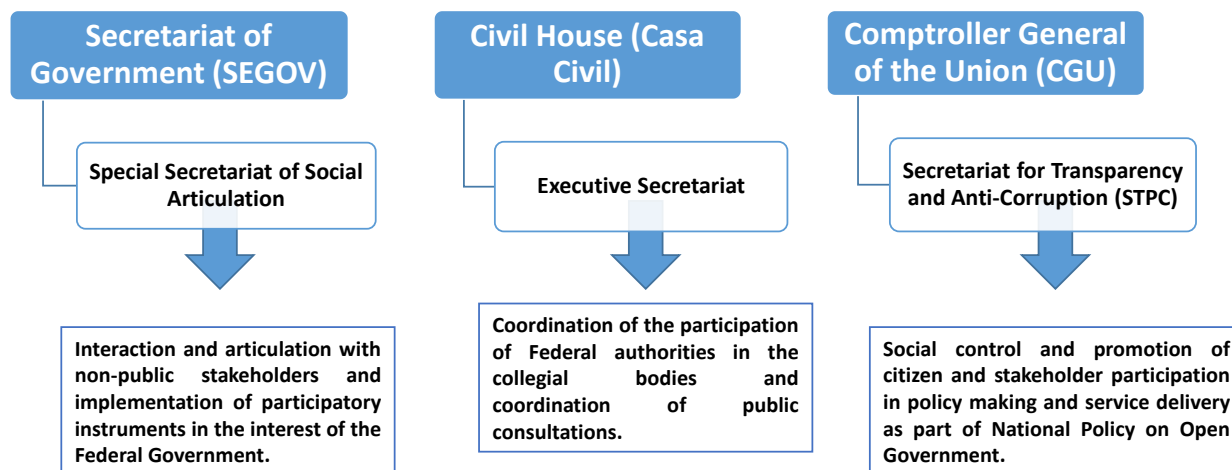 Secretariat of
Government (SEGOV)
Special Secretariat of Social
Articulation
Interaction and articulation with
non-public stakeholders and
implementation of participatory
instruments in the interest of the
Federal Government.
Civil House (Casa
Civil)
Executive Secretariat
Coordination of the participation
of Federal authorities in the
collegial bodies and
coordination of public
consultations.
Comptroller General
of the Union (CGU)
Secretariat for Transparency
and Anti-Corruption (STPC)
Social control and promotion of
citizen and stakeholder participation
in policy making and service delivery
as part of National Policy on Open
Government.